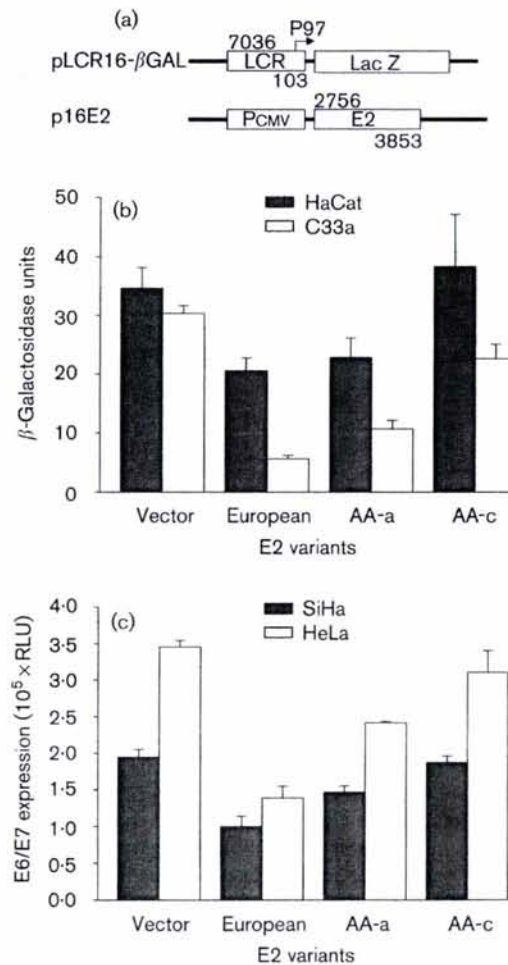 (a)
7036 P97
pLCR16-βGAL LCR Lac Z
103
2756
p16E2 PCMV E2
3853
(b)
HaCat
C33a
β-Galactosidase units
50
40
30
20
10
0
Vector European AA-a AA-c
E2 variants
(c)
SiHa
HeLa
E6/E7 expression (10⁵ × RLU)
4·0
3·5
3·0
2·5
2·0
1·5
1·0
0·5
0·0
Vector European AA-a AA-c
E2 variants